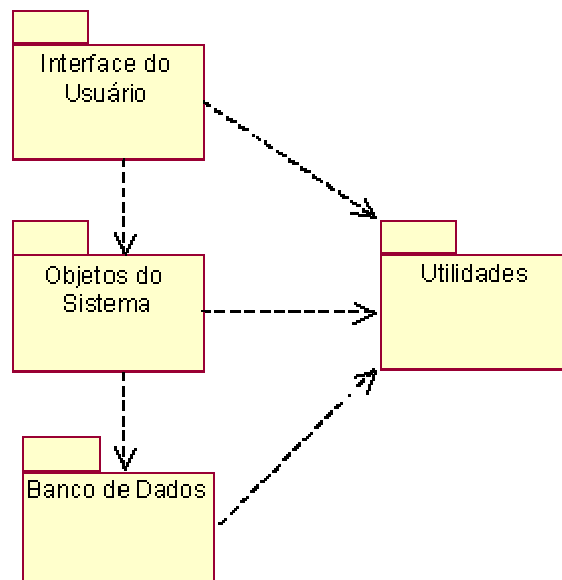 Interface do
Usuário
Objetos do
Sistema
Utilidades
Banco de Dados